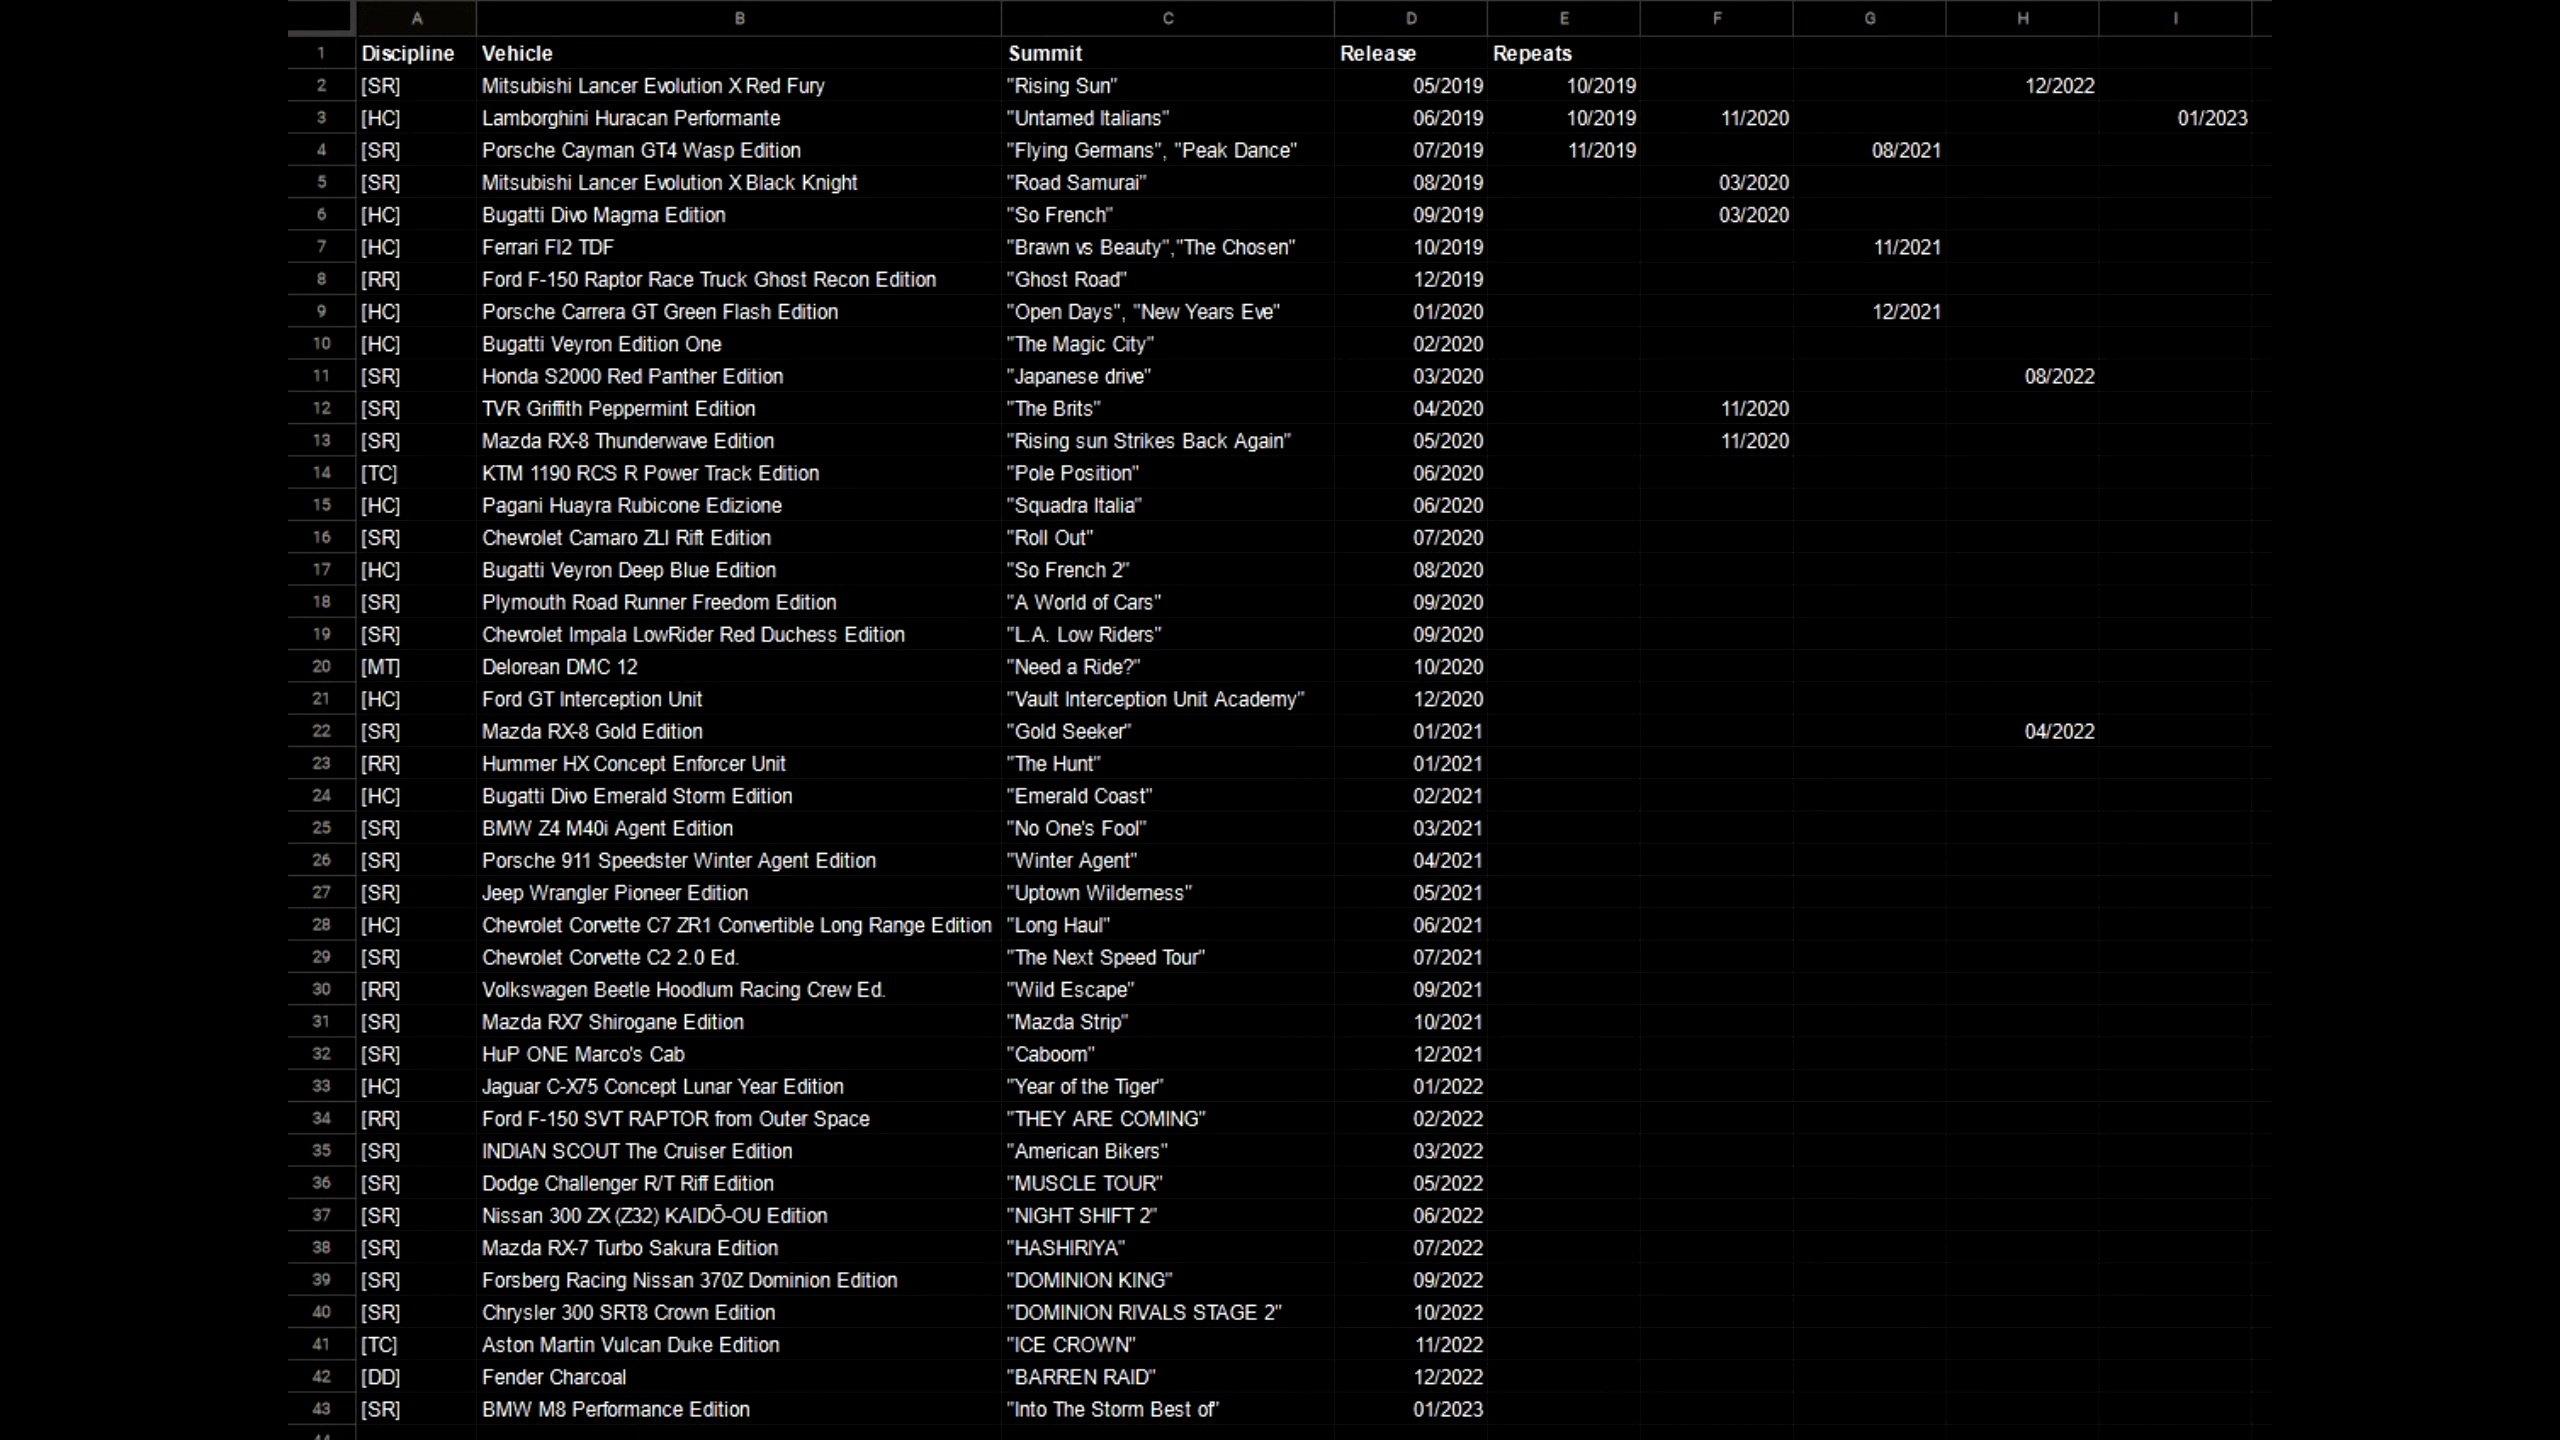 A B C D E F G H I
1 Discipline Vehicle Summit Release Repeats
2 [SR] Mitsubishi Lancer Evolution X Red Fury "Rising Sun" 05/2019 10/2019 12/2022
3 [HC] Lamborghini Huracan Performante "Untamed Italians" 06/2019 10/2019 11/2020 01/2023
4 [SR] Porsche Cayman GT4 Wasp Edition "Flying Germans", "Peak Dance" 07/2019 11/2019 08/2021
5 [SR] Mitsubishi Lancer Evolution X Black Knight "Road Samurai" 08/2019 03/2020
6 [HC] Bugatti Divo Magma Edition "So French" 09/2019 03/2020
7 [HC] Ferrari FI2 TDF "Brawn vs Beauty","The Chosen" 10/2019 11/2021
8 [RR] Ford F-150 Raptor Race Truck Ghost Recon Edition "Ghost Road" 12/2019
9 [HC] Porsche Carrera GT Green Flash Edition "Open Days", "New Years Eve" 01/2020 12/2021
10 [HC] Bugatti Veyron Edition One "The Magic City" 02/2020
11 [SR] Honda S2000 Red Panther Edition "Japanese drive" 03/2020 08/2022
12 [SR] TVR Griffith Peppermint Edition "The Brits" 04/2020 11/2020
13 [SR] Mazda RX-8 Thunderwave Edition "Rising sun Strikes Back Again" 05/2020 11/2020
14 [TC] KTM 1190 RCS R Power Track Edition "Pole Position" 06/2020
15 [HC] Pagani Huayra Rubicone Edizione "Squadra Italia" 06/2020
16 [SR] Chevrolet Camaro ZLI Rift Edition "Roll Out" 07/2020
17 [HC] Bugatti Veyron Deep Blue Edition "So French 2" 08/2020
18 [SR] Plymouth Road Runner Freedom Edition "A World of Cars" 09/2020
19 [SR] Chevrolet Impala LowRider Red Duchess Edition "L.A. Low Riders" 09/2020
20 [MT] Delorean DMC 12 "Need a Ride?" 10/2020
21 [HC] Ford GT Interception Unit "Vault Interception Unit Academy" 12/2020
22 [SR] Mazda RX-8 Gold Edition "Gold Seeker" 01/2021 04/2022
23 [RR] Hummer HX Concept Enforcer Unit "The Hunt" 01/2021
24 [HC] Bugatti Divo Emerald Storm Edition "Emerald Coast" 02/2021
25 [SR] BMW Z4 M40i Agent Edition "No One's Fool" 03/2021
26 [SR] Porsche 911 Speedster Winter Agent Edition "Winter Agent" 04/2021
27 [SR] Jeep Wrangler Pioneer Edition "Uptown Wilderness" 05/2021
28 [HC] Chevrolet Corvette C7 ZR1 Convertible Long Range Edition "Long Haul" 06/2021
29 [SR] Chevrolet Corvette C2 2.0 Ed. "The Next Speed Tour" 07/2021
30 [RR] Volkswagen Beetle Hoodlum Racing Crew Ed. "Wild Escape" 09/2021
31 [SR] Mazda RX7 Shirogane Edition "Mazda Strip" 10/2021
32 [SR] HuP ONE Marco's Cab "Caboom" 12/2021
33 [HC] Jaguar C-X75 Concept Lunar Year Edition "Year of the Tiger" 01/2022
34 [RR] Ford F-150 SVT RAPTOR from Outer Space "THEY ARE COMING" 02/2022
35 [SR] INDIAN SCOUT The Cruiser Edition "American Bikers" 03/2022
36 [SR] Dodge Challenger R/T Riff Edition "MUSCLE TOUR" 05/2022
37 [SR] Nissan 300 ZX (Z32) KAIDŌ-OU Edition "NIGHT SHIFT 2" 06/2022
38 [SR] Mazda RX-7 Turbo Sakura Edition "HASHIRIYA" 07/2022
39 [SR] Forsberg Racing Nissan 370Z Dominion Edition "DOMINION KING" 09/2022
40 [SR] Chrysler 300 SRT8 Crown Edition "DOMINION RIVALS STAGE 2" 10/2022
41 [TC] Aston Martin Vulcan Duke Edition "ICE CROWN" 11/2022
42 [DD] Fender Charcoal "BARREN RAID" 12/2022
43 [SR] BMW M8 Performance Edition "Into The Storm Best of" 01/2023